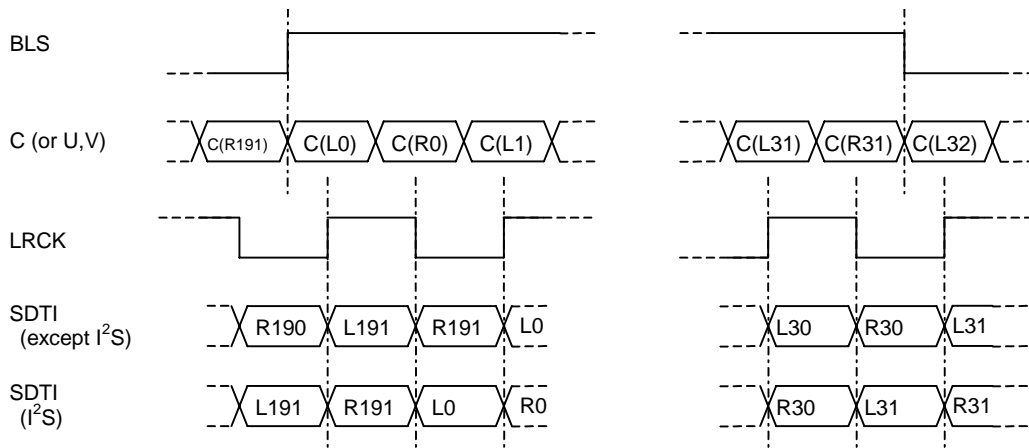 BLS
C (or U,V)
C(R191) C(L0) C(R0) C(L1) C(L31) C(R31) C(L32)
LRCK
SDTI
(except I²S)
R190 L191 R191 L0 L30 R30 L31
SDTI
(I²S)
L191 R191 L0 R0 R30 L31 R31